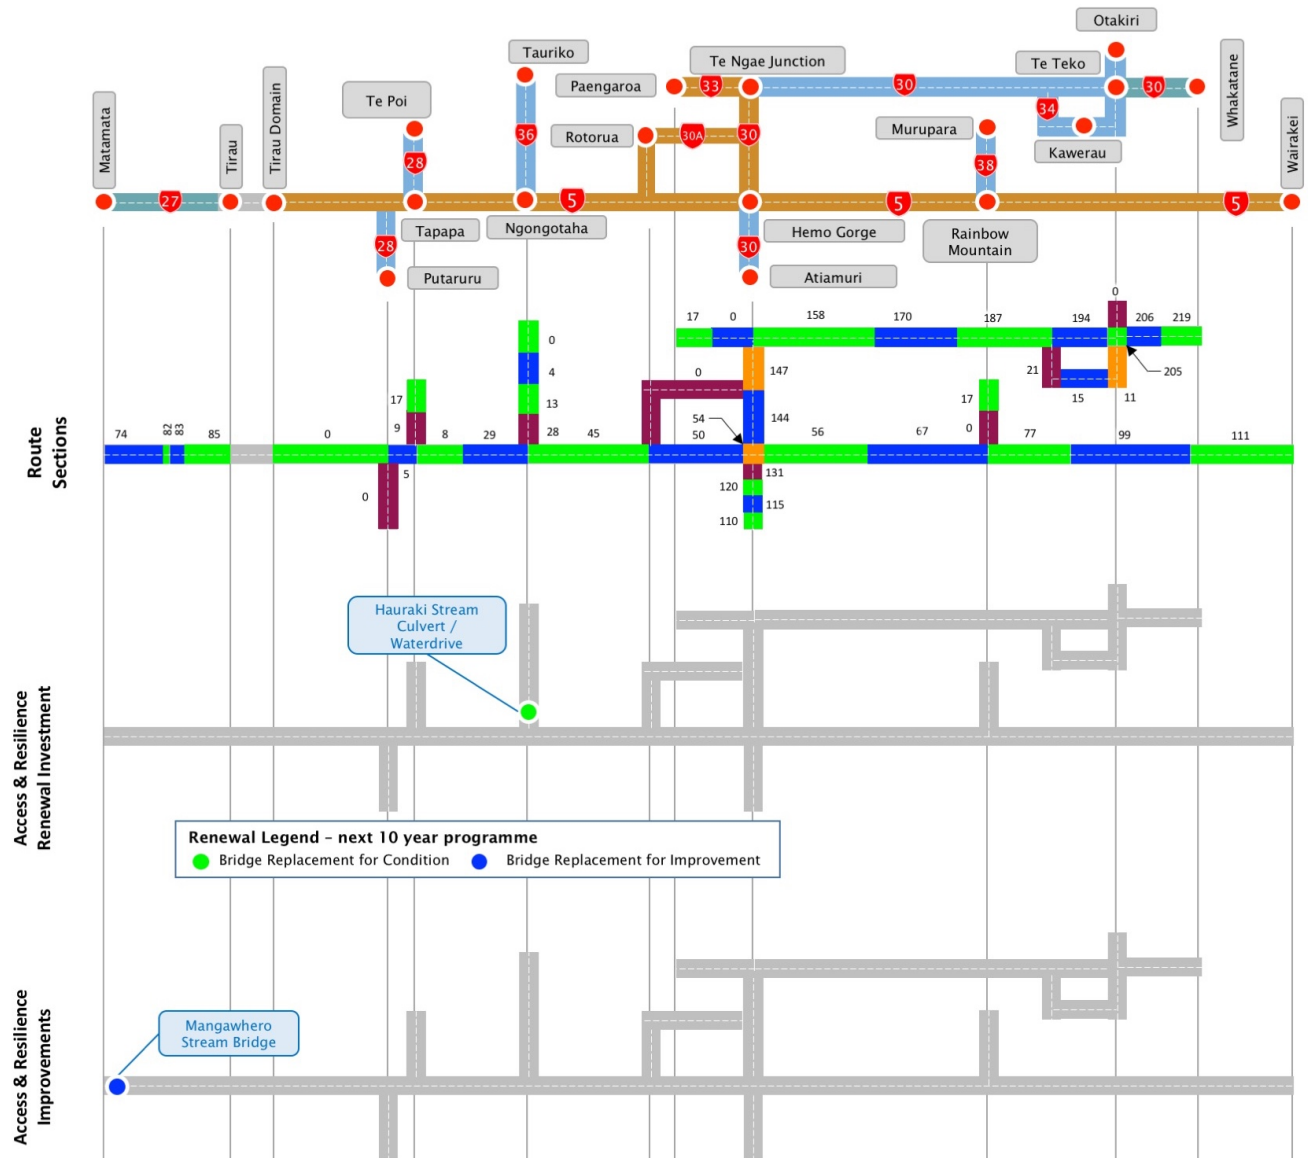 Otakiri
Tauriko
Te Ngae Junction
Te Teko
Whakatane
Paengaroa
33
30
30
Matamata
Tirau
Tirau Domain
Te Poi
34
Wairakei
Rotorua
30A
30
36
Murupara
Kawerau
28
38
27
5
5
5
Tapapa
Ngongotaha
Hemo Gorge
Rainbow
Mountain
28
30
Putaruru
Atiamuri
0
17
0
158
170
187
194
206
219
0
4
0
147
21
205
17
13
17
15
11
54
144
Route
Sections
74
82
83
85
0
9
8
29
28
45
50
56
67
0
77
99
111
5
131
0
120
115
110
Hauraki Stream
Culvert /
Waterdrive
Access & Resilience
Renewal Investment
Renewal Legend – next 10 year programme
Bridge Replacement for Condition
Bridge Replacement for Improvement
Access & Resilience
Improvements
Mangawhero
Stream Bridge